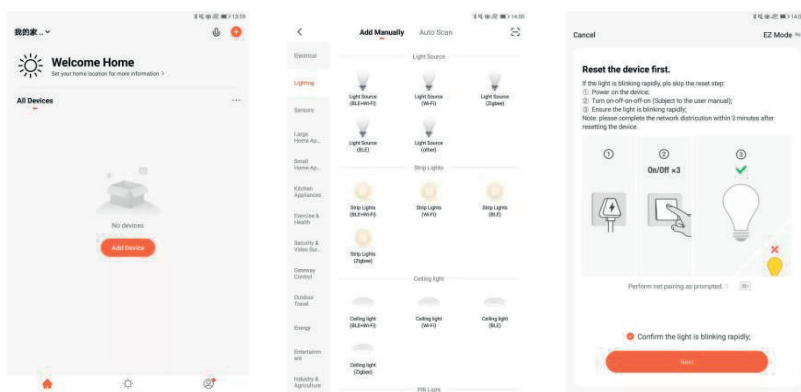 13:59
我的家 ..
Welcome Home
Set your home location for more information >
All Devices
No devices
Add Device
14:00
Add Manually
Auto Scan
Electrical
Lighting
Sensors
Large
Home Ap...
Small
Home Ap...
Kitchen
Appliances
Exercise &
Health
Security &
Video Sur...
Gateway
Control
Outdoor
Travel
Energy
Entertainm
ent
Industry &
Agriculture
Light Source
Light Source
(BLE+Wi-Fi)
Light Source
(Wi-Fi)
Light Source
(Zigbee)
Light Source
(BLE)
Light Source
(other)
Strip Lights
Strip Lights
(BLE+Wi-Fi)
Strip Lights
(Wi-Fi)
Strip Lights
(BLE)
Strip Lights
(Zigbee)
Ceiling light
Ceiling light
(BLE+Wi-Fi)
Ceiling light
(Wi-Fi)
Ceiling light
(BLE)
Ceiling light
(Zigbee)
PIR Light
Cancel
EZ Mode
Reset the device first.
If the light is blinking rapidly, pls skip the reset step:
① Power on the device;
② Turn on-off-on-off-on (Subject to the user manual);
③ Ensure the light is blinking rapidly;
Note: please complete the network districution within 3 minutes after
resetting the device.
① ② ③
On/Off ×3
Perform net pairing as prompted. >
Confirm the light is blinking rapidly;
Next